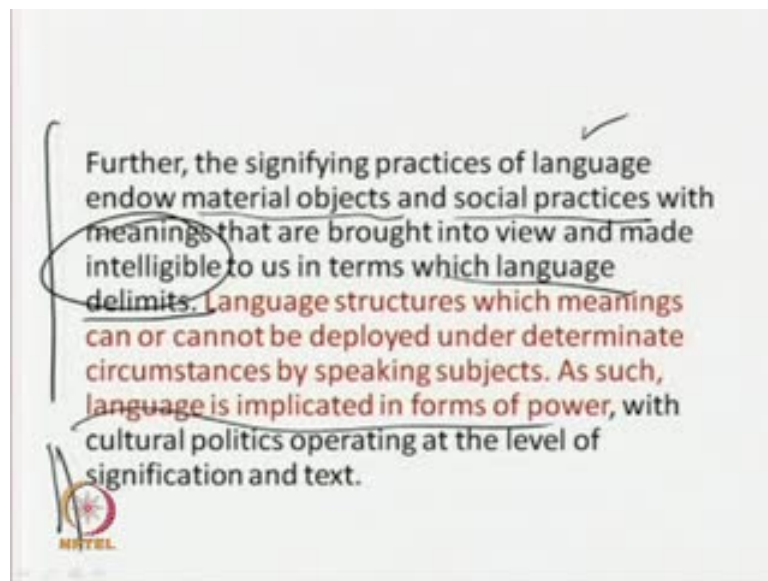 Further, the signifying practices of language
endow material objects and social practices with
meanings that are brought into view and made
intelligible to us in terms which language
delimits. Language structures which meanings
can or cannot be deployed under determinate
circumstances by speaking subjects. As such,
language is implicated in forms of power, with
cultural politics operating at the level of
signification and text.
NPTEL